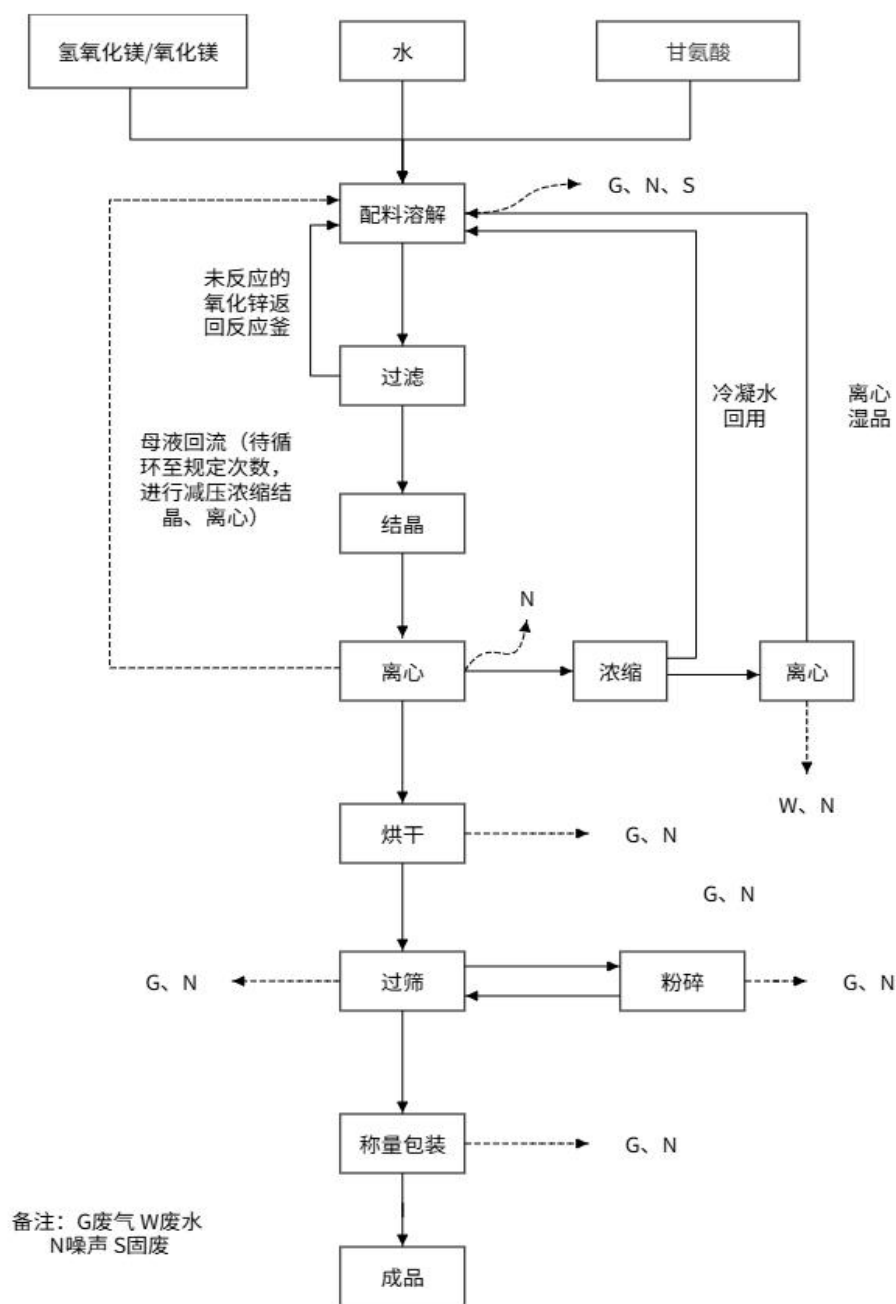 氢氧化镁/氧化镁
水
甘氨酸
配料溶解
G、N、S
未反应的
氧化锌返
回反应釜
过滤
冷凝水
回用
离心
湿品
母液回流（待循
环至规定次数，
进行减压浓缩结
晶、离心）
结晶
N
离心
浓缩
离心
W、N
烘干
G、N
G、N
G、N
过筛
粉碎
G、N
称量包装
G、N
备注：G废气 W废水
N噪声 S固废
成品